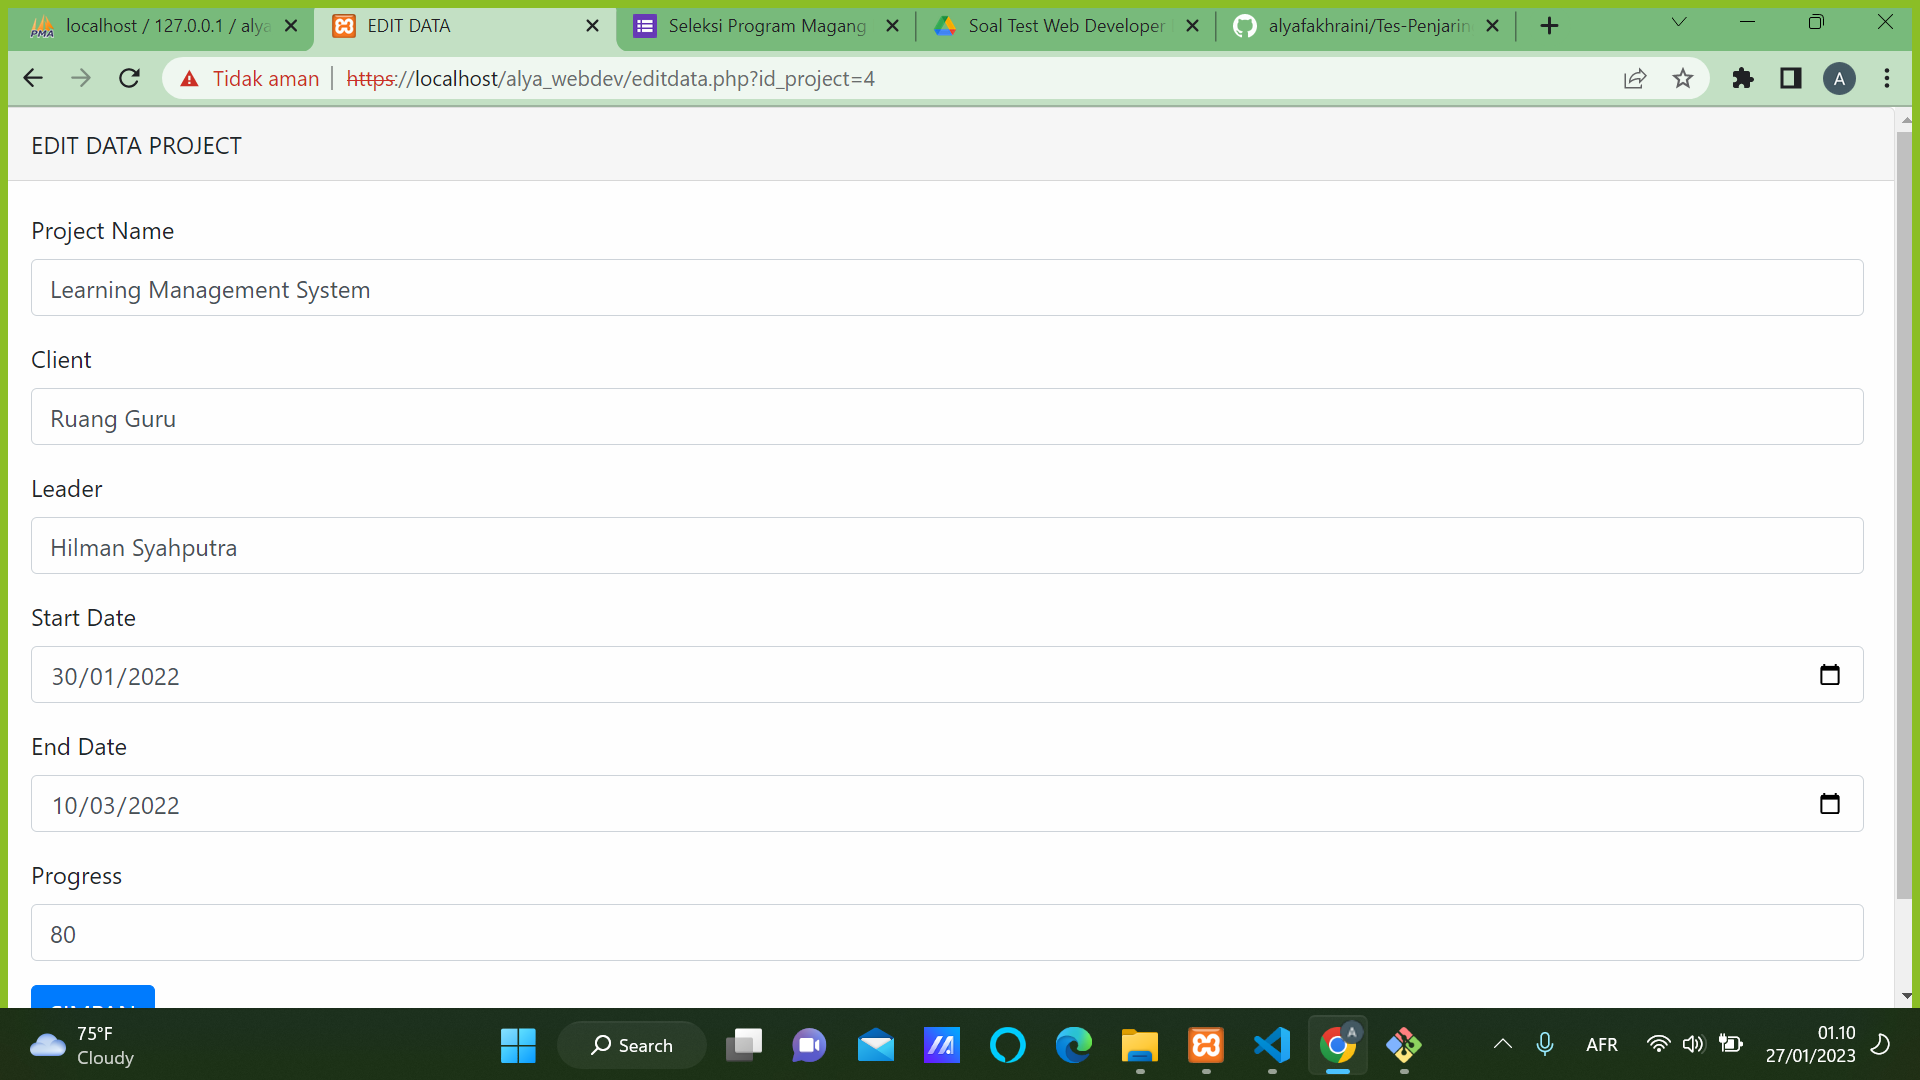 localhost / 127.0.0.1 / alya
EDIT DATA
Seleksi Program Magang
Soal Test Web Developer
alyafakhraini/Tes-Penjarin
Tidak aman
https://localhost/alya_webdev/editdata.php?id_project=4
A
EDIT DATA PROJECT
Project Name
Learning Management System
Client
Ruang Guru
Leader
Hilman Syahputra
Start Date
30/01/2022
End Date
10/03/2022
Progress
80
SIMPAN
75°F
Cloudy
Search
A
AFR
01.10
27/01/2023